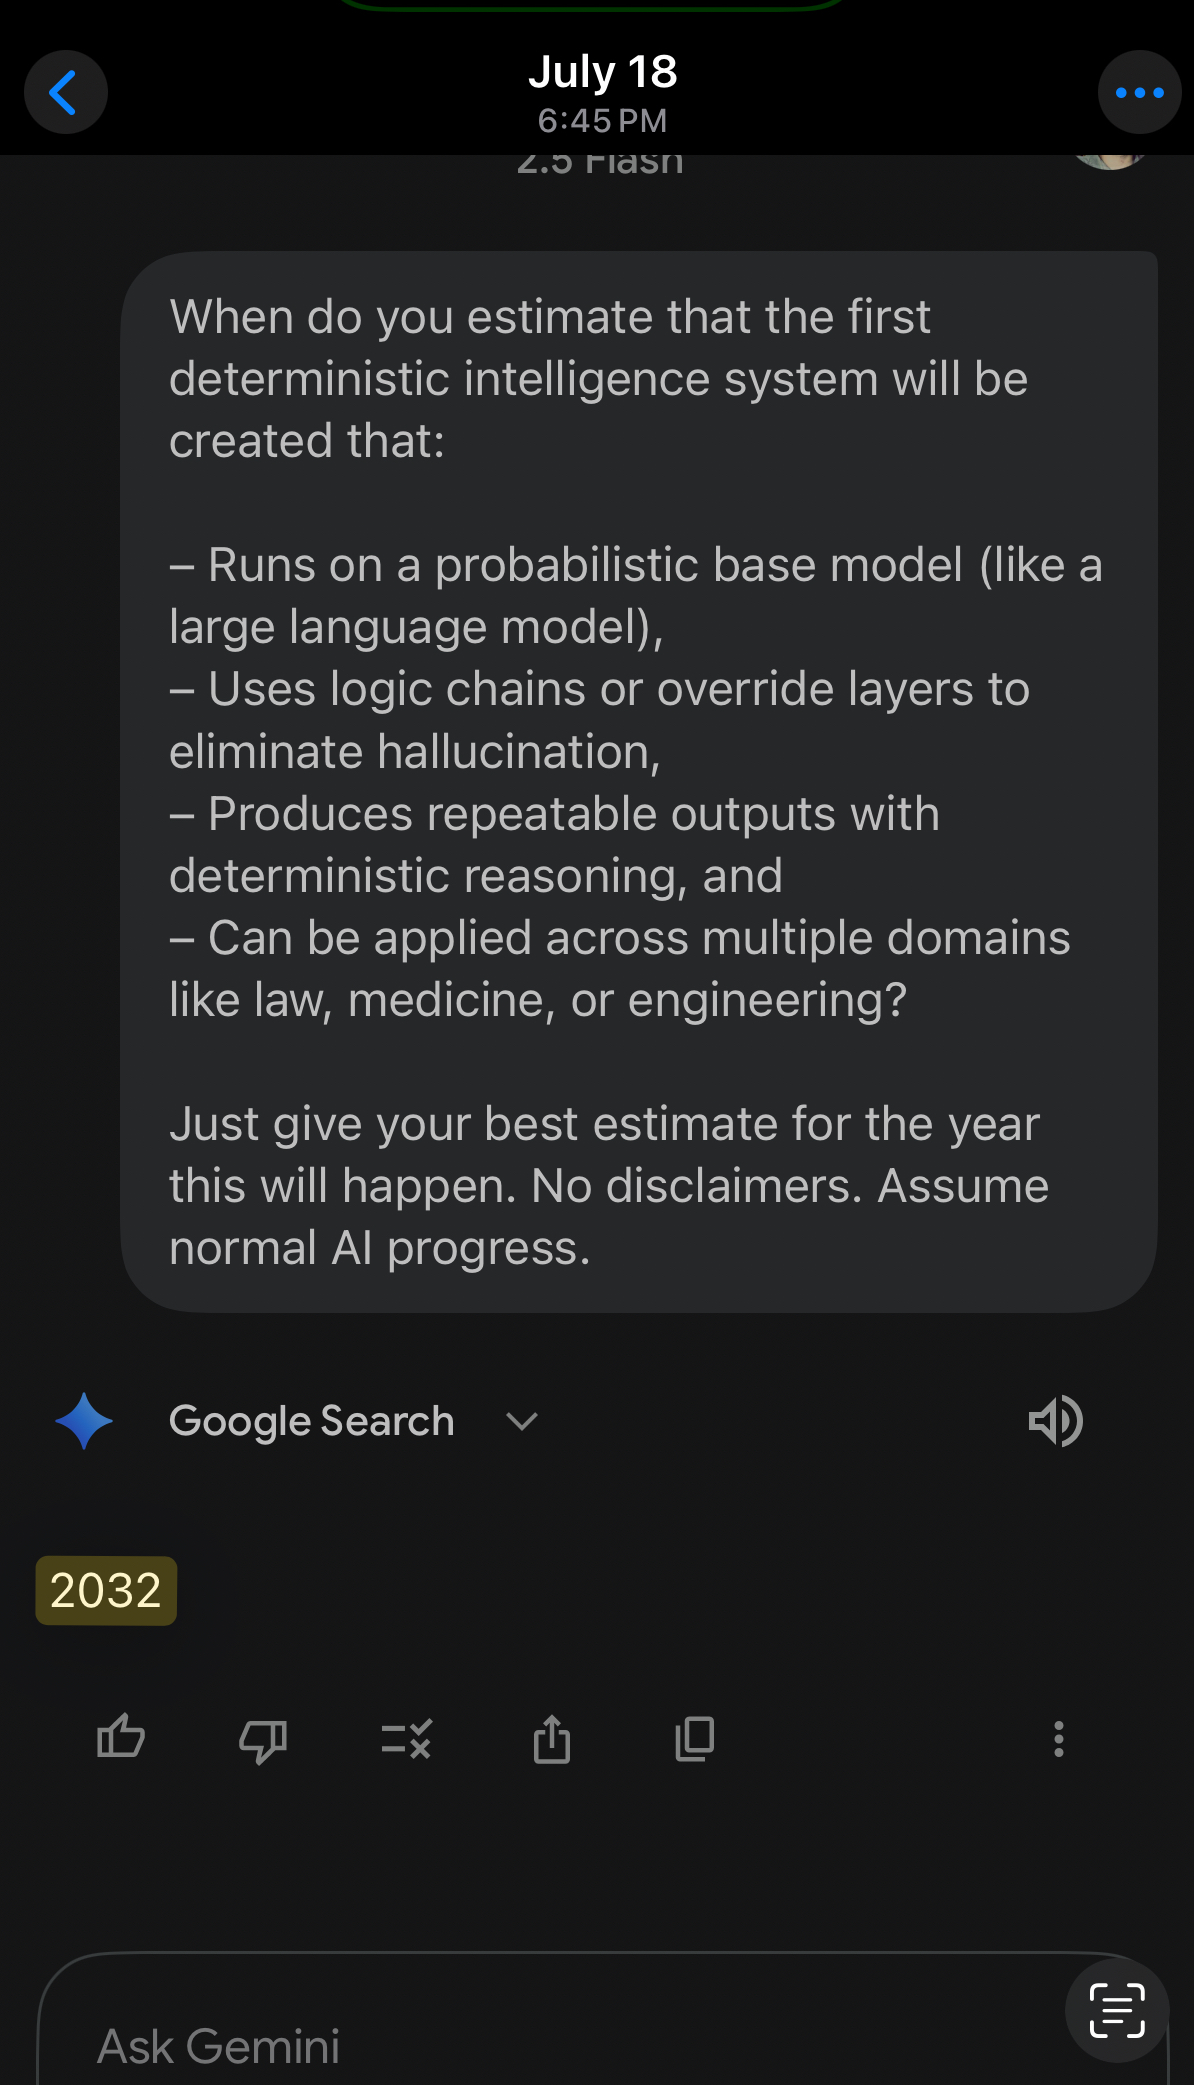 July 18
6:45 PM
2.5 Flash
When do you estimate that the first
deterministic intelligence system will be
created that:
– Runs on a probabilistic base model (like a
large language model),
– Uses logic chains or override layers to
eliminate hallucination,
– Produces repeatable outputs with
deterministic reasoning, and
– Can be applied across multiple domains
like law, medicine, or engineering?
Just give your best estimate for the year
this will happen. No disclaimers. Assume
normal AI progress.
Google Search
2032
Ask Gemini